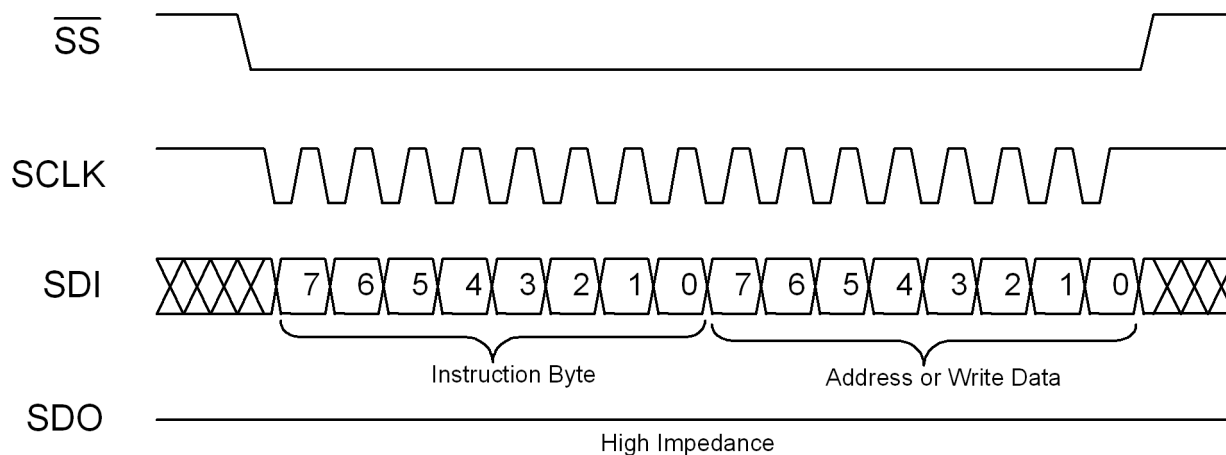 SS
SCLK
SDI 7 6 5 4 3 2 1 0 7 6 5 4 3 2 1 0
Instruction Byte Address or Write Data
SDO
High Impedance